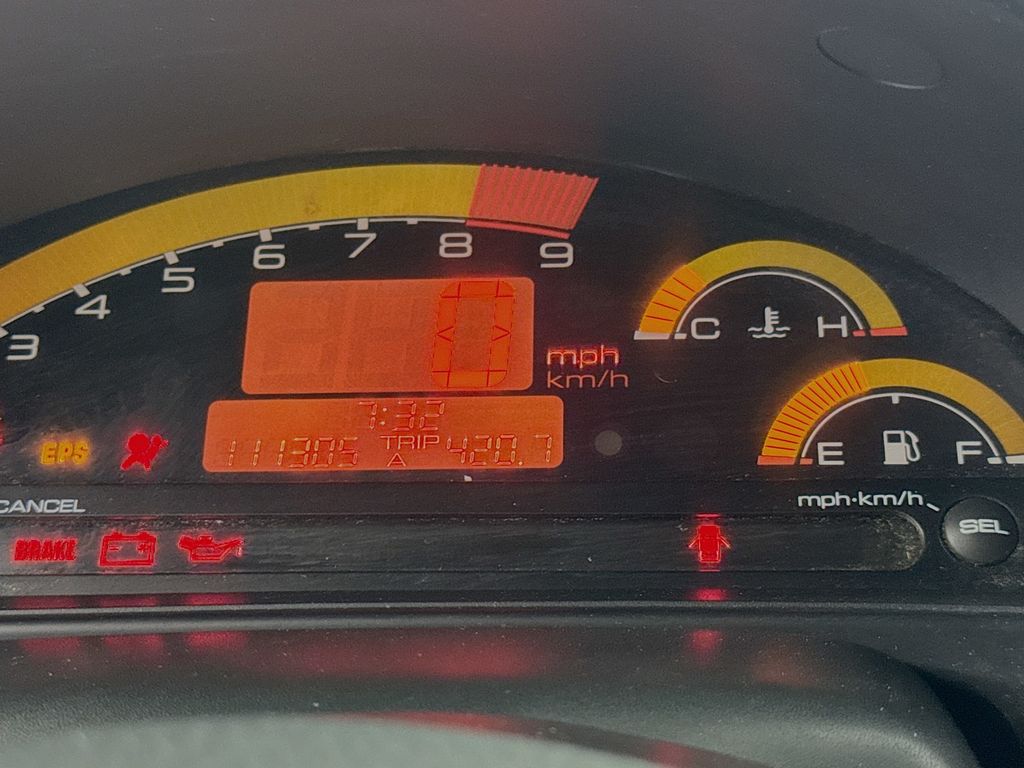 3 4 5 6 7 8 9
0
mph
km/h
C H
7:32
111305 TRIP A 420.7
E F
EPS
CANCEL
mph·km/h
SEL
BRAKE